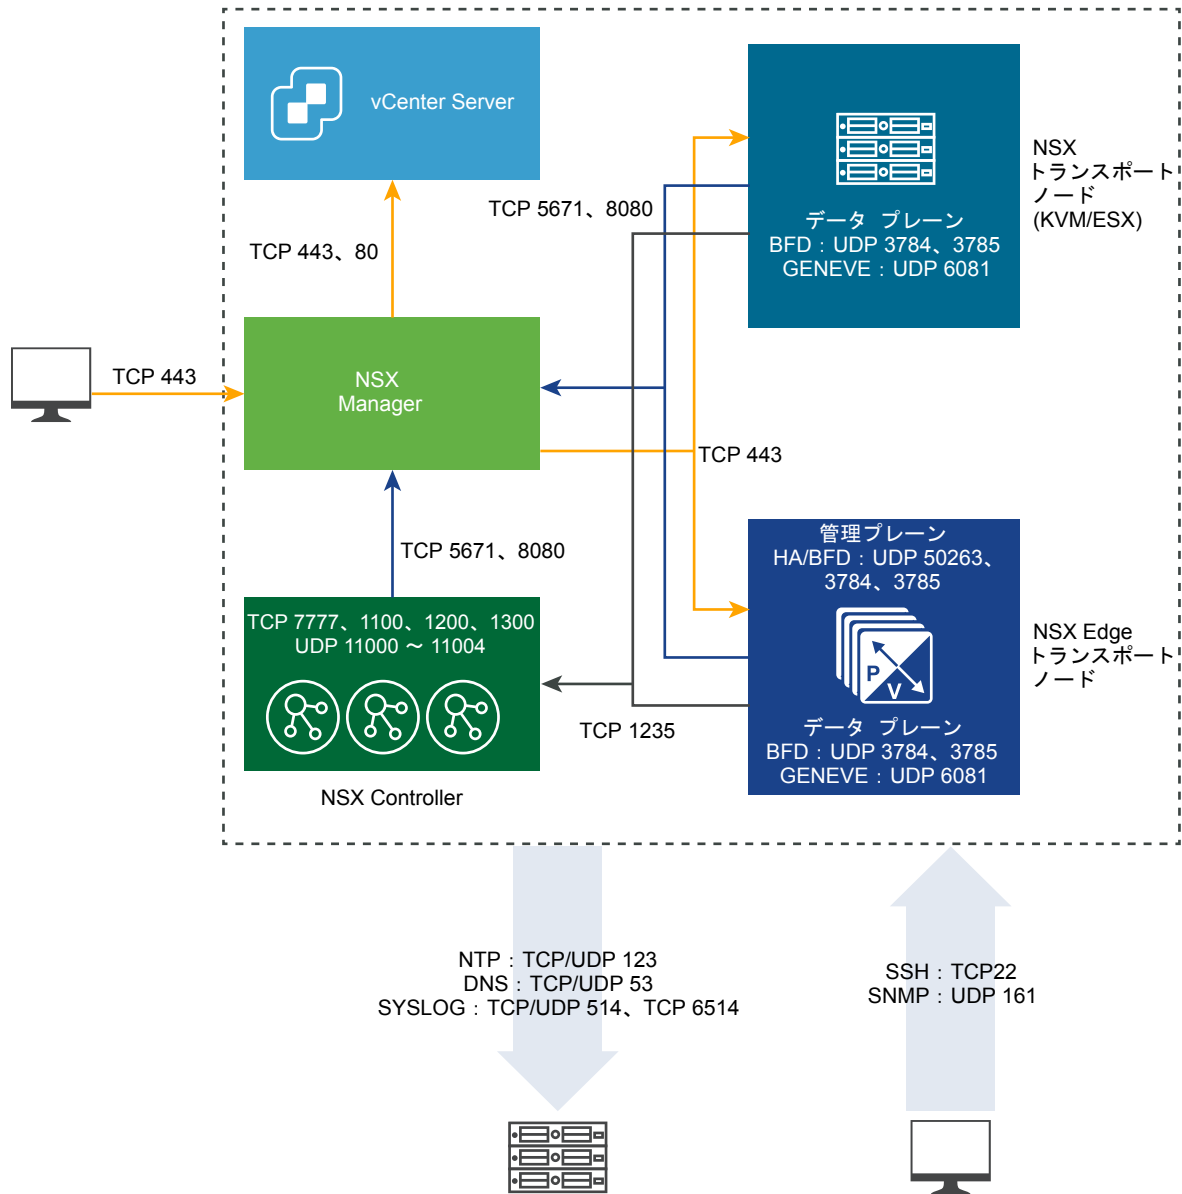 vCenter Server
TCP 443、80
TCP 5671、8080
NSX
トランスポート
ノード
(KVM/ESX)
データ プレーン
BFD：UDP 3784、3785
GENEVE：UDP 6081
TCP 443
NSX
Manager
TCP 443
TCP 5671、8080
管理プレーン
HA/BFD：UDP 50263、
3784、3785
P
V
データ プレーン
BFD：UDP 3784、3785
GENEVE：UDP 6081
NSX Edge
トランスポート
ノード
TCP 7777、1100、1200、1300
UDP 11000 ～ 11004
TCP 1235
NSX Controller
NTP：TCP/UDP 123
DNS：TCP/UDP 53
SYSLOG：TCP/UDP 514、TCP 6514
SSH：TCP22
SNMP：UDP 161